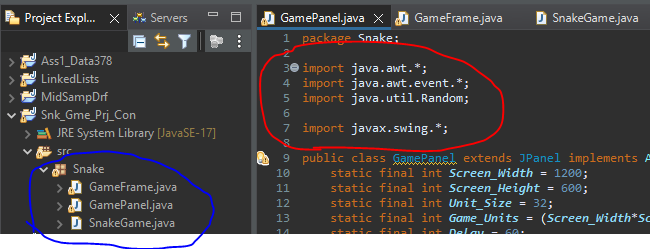 Project Expl...
Servers
Ass1_Data378
LinkedLists
MidSampDrf
Snk_Gme_Prj_Con
JRE System Library [JavaSE-17]
src
Snake
GameFrame.java
GamePanel.java
SnakeGame.java
GamePanel.java
GameFrame.java
SnakeGame.java
1 package Snake;
2
3 import java.awt.*;
4 import java.awt.event.*;
5 import java.util.Random;
6
7 import javax.swing.*;
8
9 public class GamePanel extends JPanel implements A
10 static final int Screen_Width = 1200;
11 static final int Screen_Height = 600;
12 static final int Unit_Size = 32;
13 static final int Game_Units = (Screen_Width*Sc
14 static final int Delay = 60;